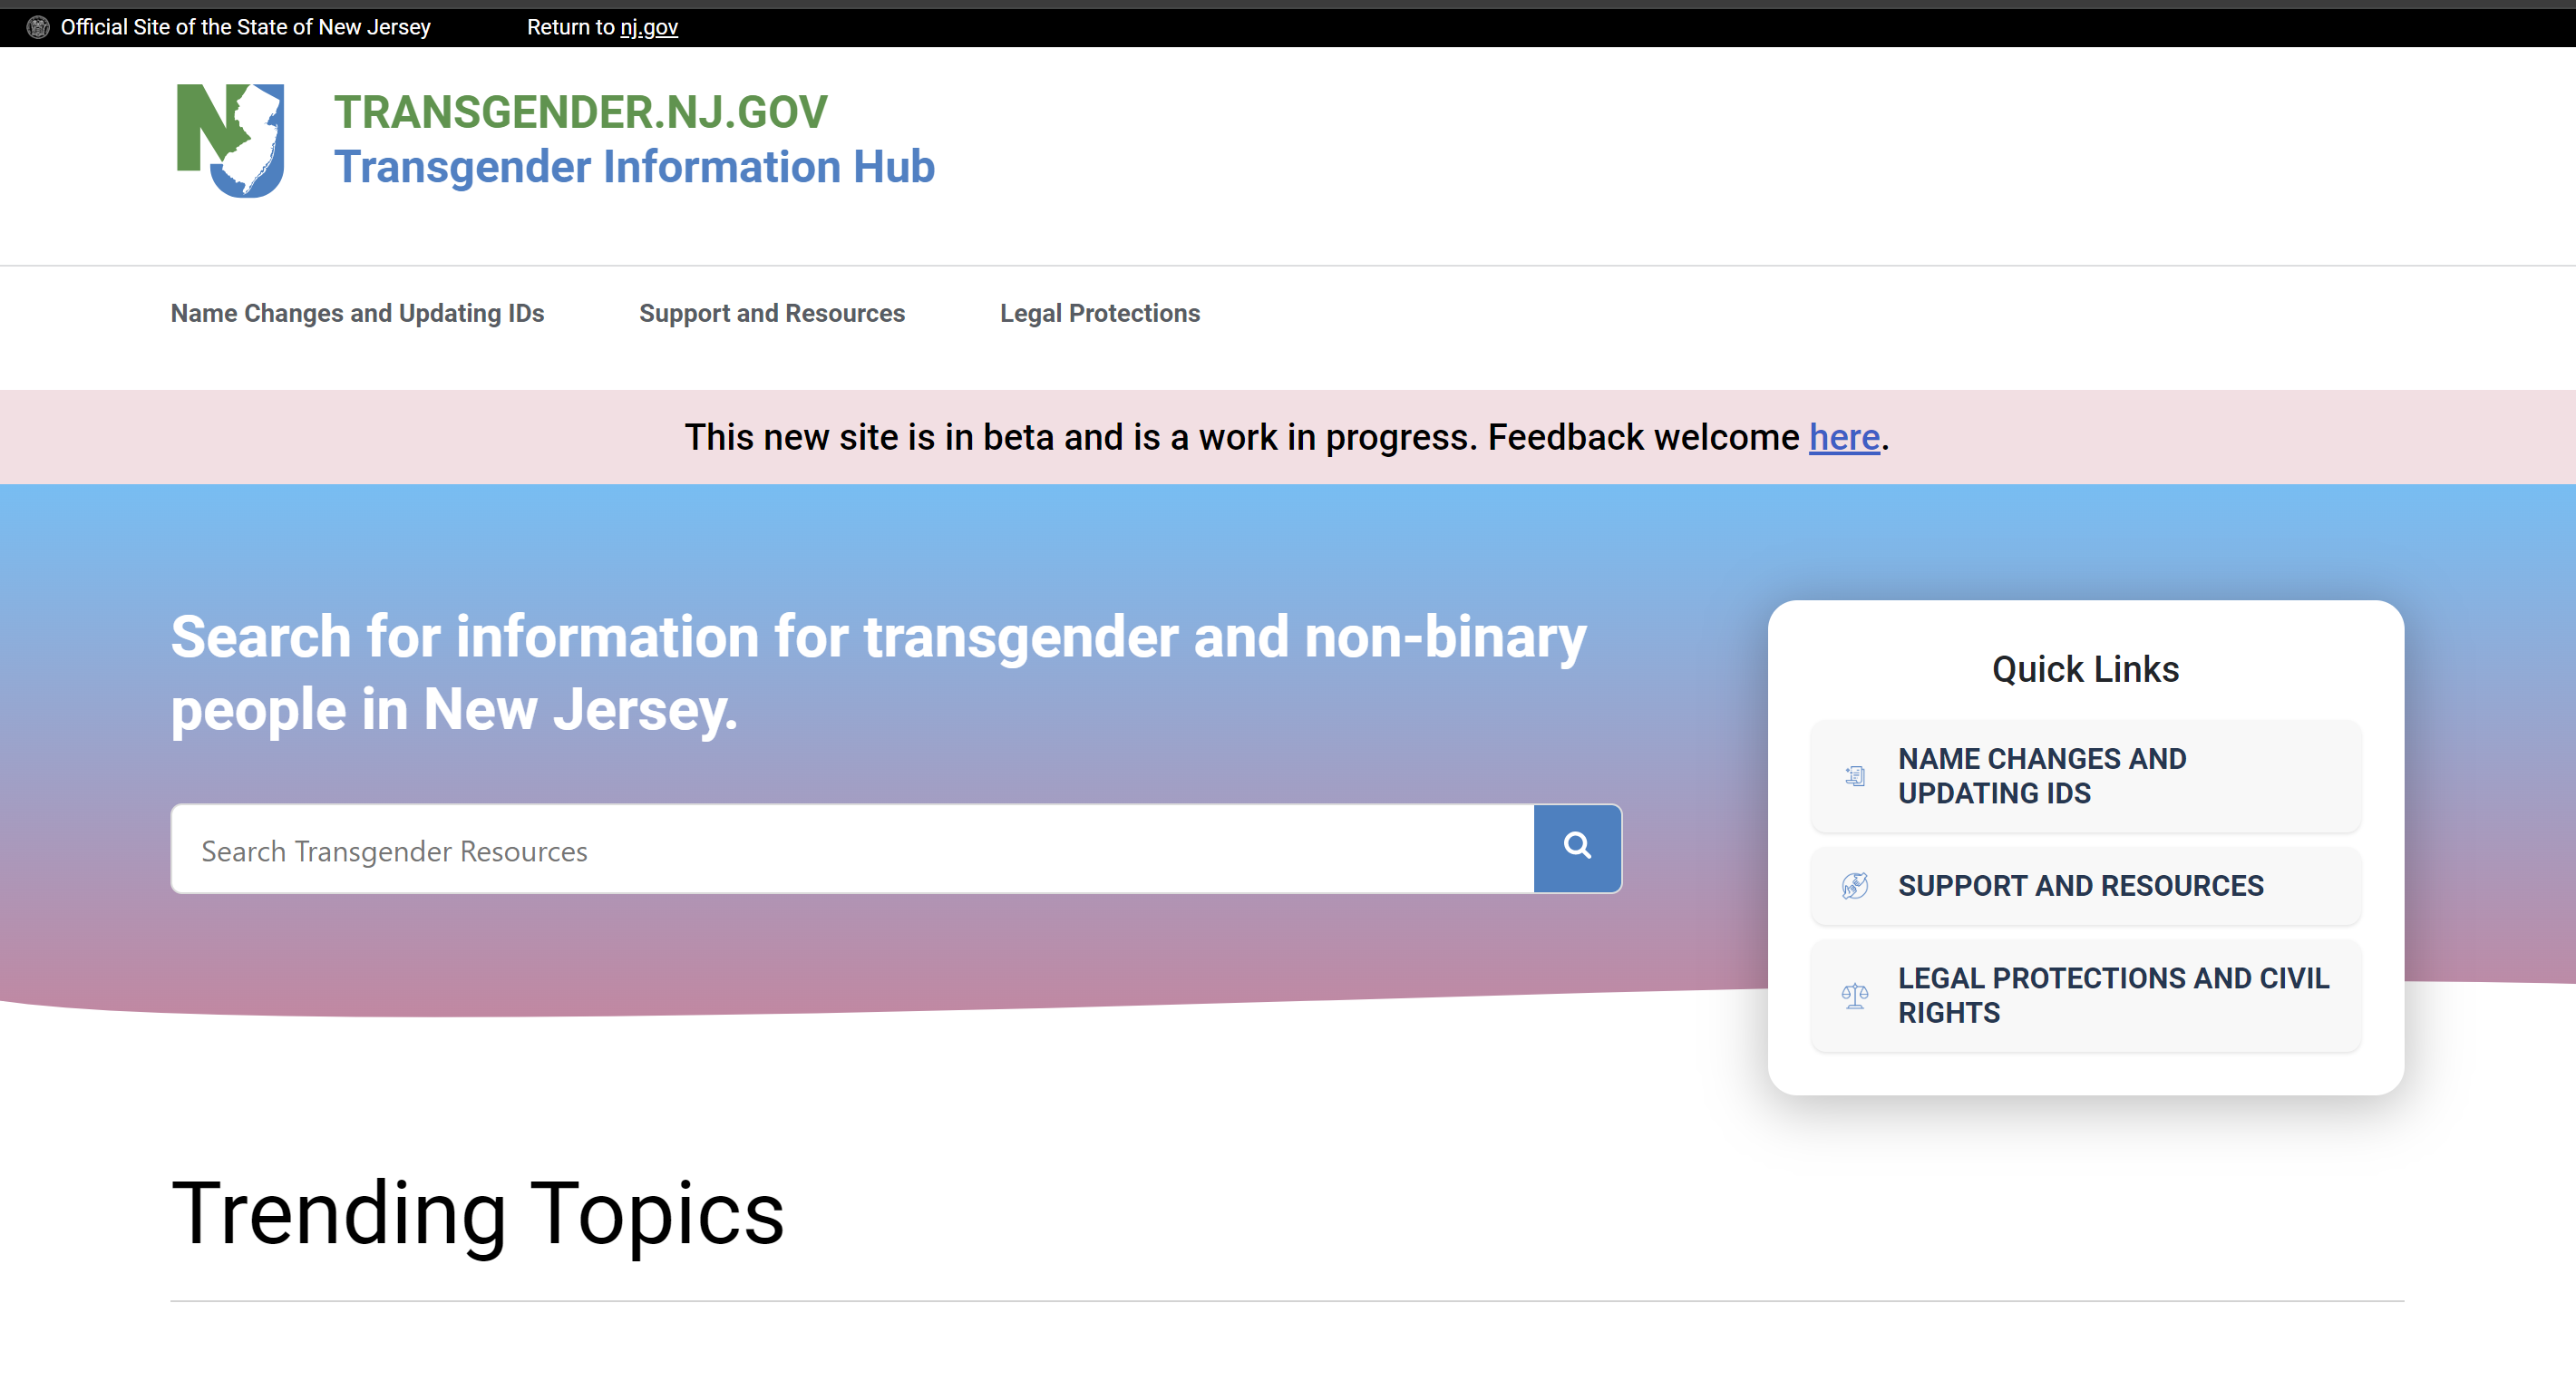 Official Site of the State of New Jersey
Return to nj.gov
NJ
TRANSGENDER.NJ.GOV
Transgender Information Hub
Name Changes and Updating IDs
Support and Resources
Legal Protections
This new site is in beta and is a work in progress. Feedback welcome here.
Search for information for transgender and non-binary
people in New Jersey.
Search Transgender Resources
Quick Links
NAME CHANGES AND
UPDATING IDS
SUPPORT AND RESOURCES
LEGAL PROTECTIONS AND CIVIL
RIGHTS
Trending Topics